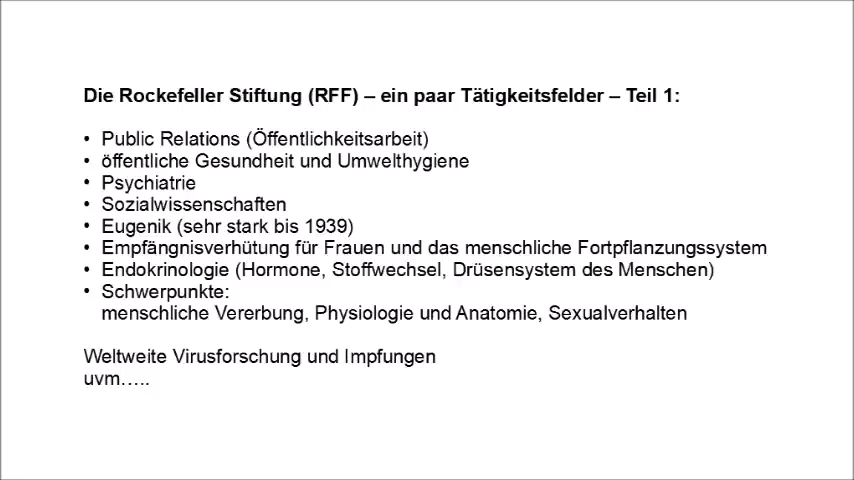 Die Rockefeller Stiftung (RFF) – ein paar Tätigkeitsfelder – Teil 1:
• Public Relations (Öffentlichkeitsarbeit)
• öffentliche Gesundheit und Umwelthygiene
• Psychiatrie
• Sozialwissenschaften
• Eugenik (sehr stark bis 1939)
• Empfängnisverhütung für Frauen und das menschliche Fortpflanzungssystem
• Endokrinologie (Hormone, Stoffwechsel, Drüsensystem des Menschen)
• Schwerpunkte:
menschliche Vererbung, Physiologie und Anatomie, Sexualverhalten
Weltweite Virusforschung und Impfungen
uvm…..